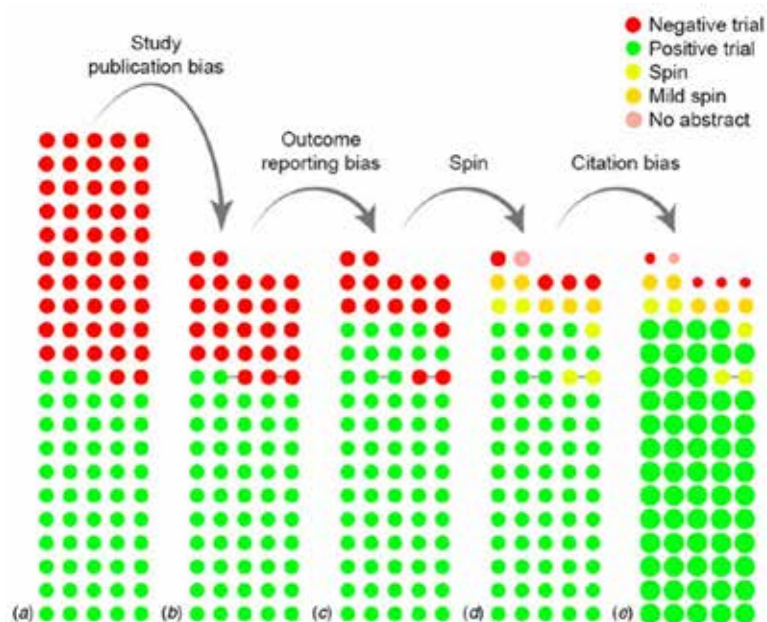 Negative trial
Positive trial
Spin
Mild spin
No abstract
Study
publication bias
Outcome
reporting bias
Spin
Citation bias
(a)
(b)
(c)
(d)
(e)